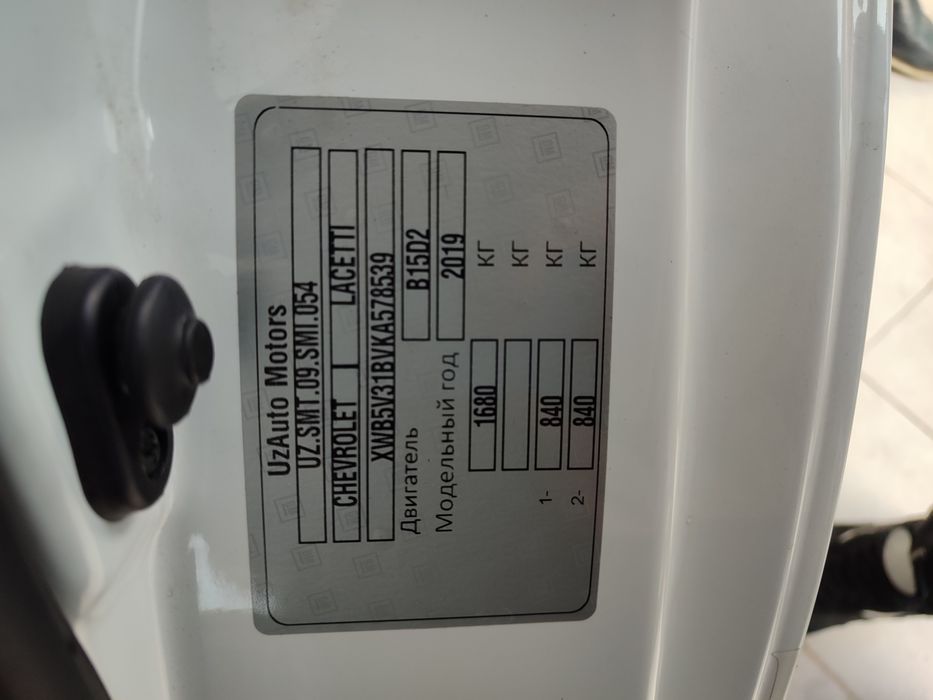 UzAuto Motors
UZ.SMT.09.SMI.054
CHEVROLET | LACETTI
XWB5V31BVKA578539
Двигатель B15D2
Модельный год 2019
1680 КГ
КГ
1- 840 КГ
2- 840 КГ